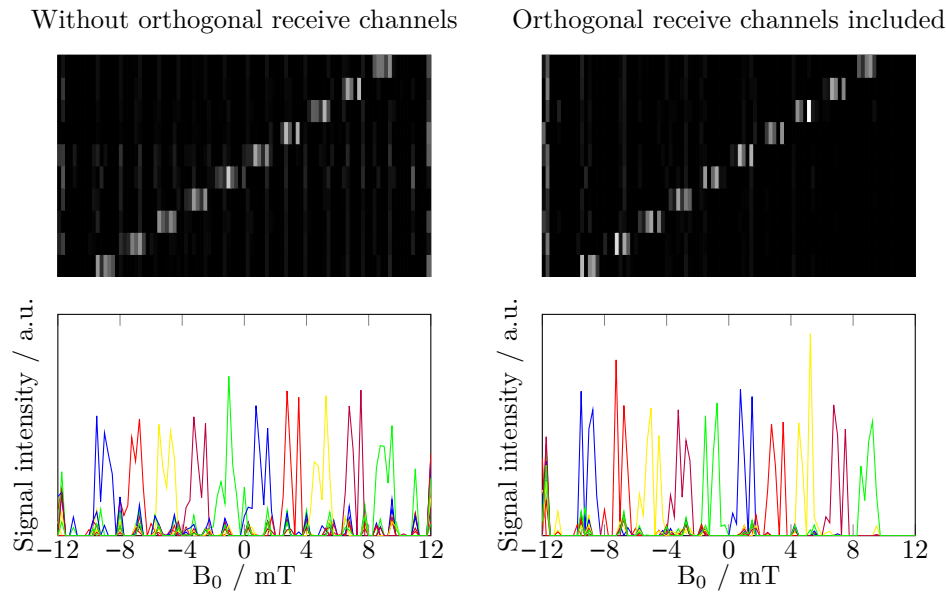 Without orthogonal receive channels
Orthogonal receive channels included
Signal intensity / a.u.
−12 −8 −4 0 4 8 12
B₀ / mT
Signal intensity / a.u.
−12 −8 −4 0 4 8 12
B₀ / mT